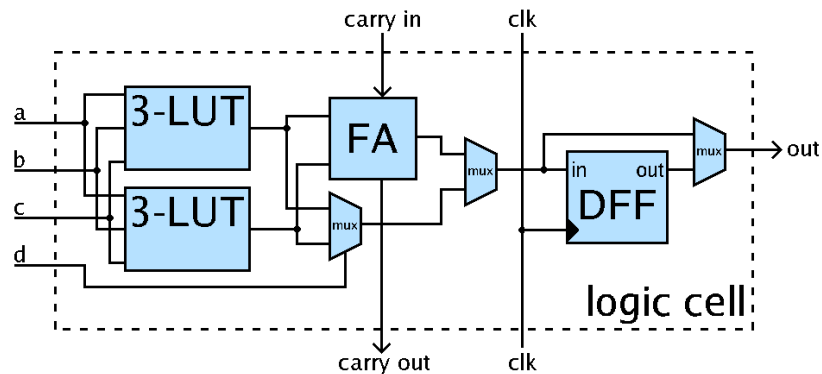 carry in
clk
a
3-LUT
FA
mux
mux
in
out
DFF
mux
out
b
c
3-LUT
mux
d
logic cell
carry out
clk